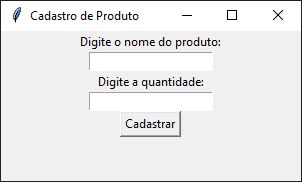 Cadastro de Produto
Digite o nome do produto:
Digite a quantidade:
Cadastrar